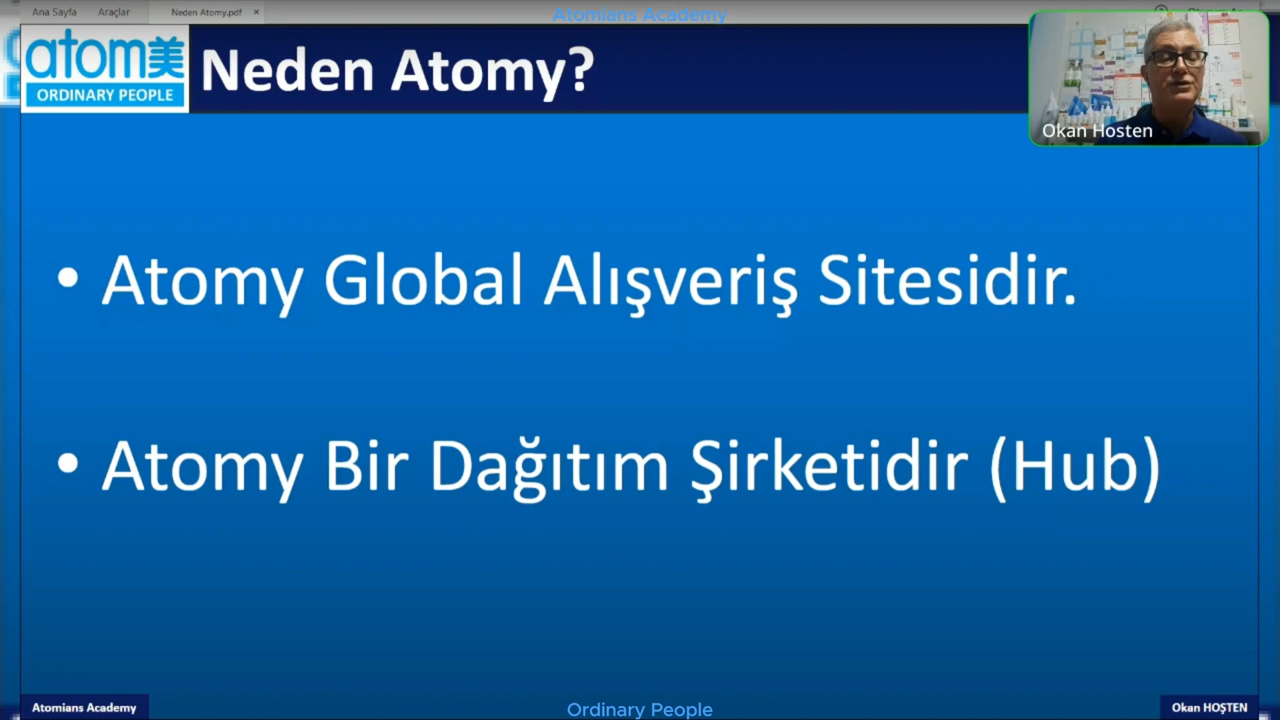 Ana Sayfa Araçlar Neden Atomy.pdf ×
Atomians Academy
atom美
ORDINARY PEOPLE
Neden Atomy?
Okan Hosten
• Atomy Global Alışveriş Sitesidir.
• Atomy Bir Dağıtım Şirketidir (Hub)
Atomians Academy
Ordinary People
Okan HOŞTEN